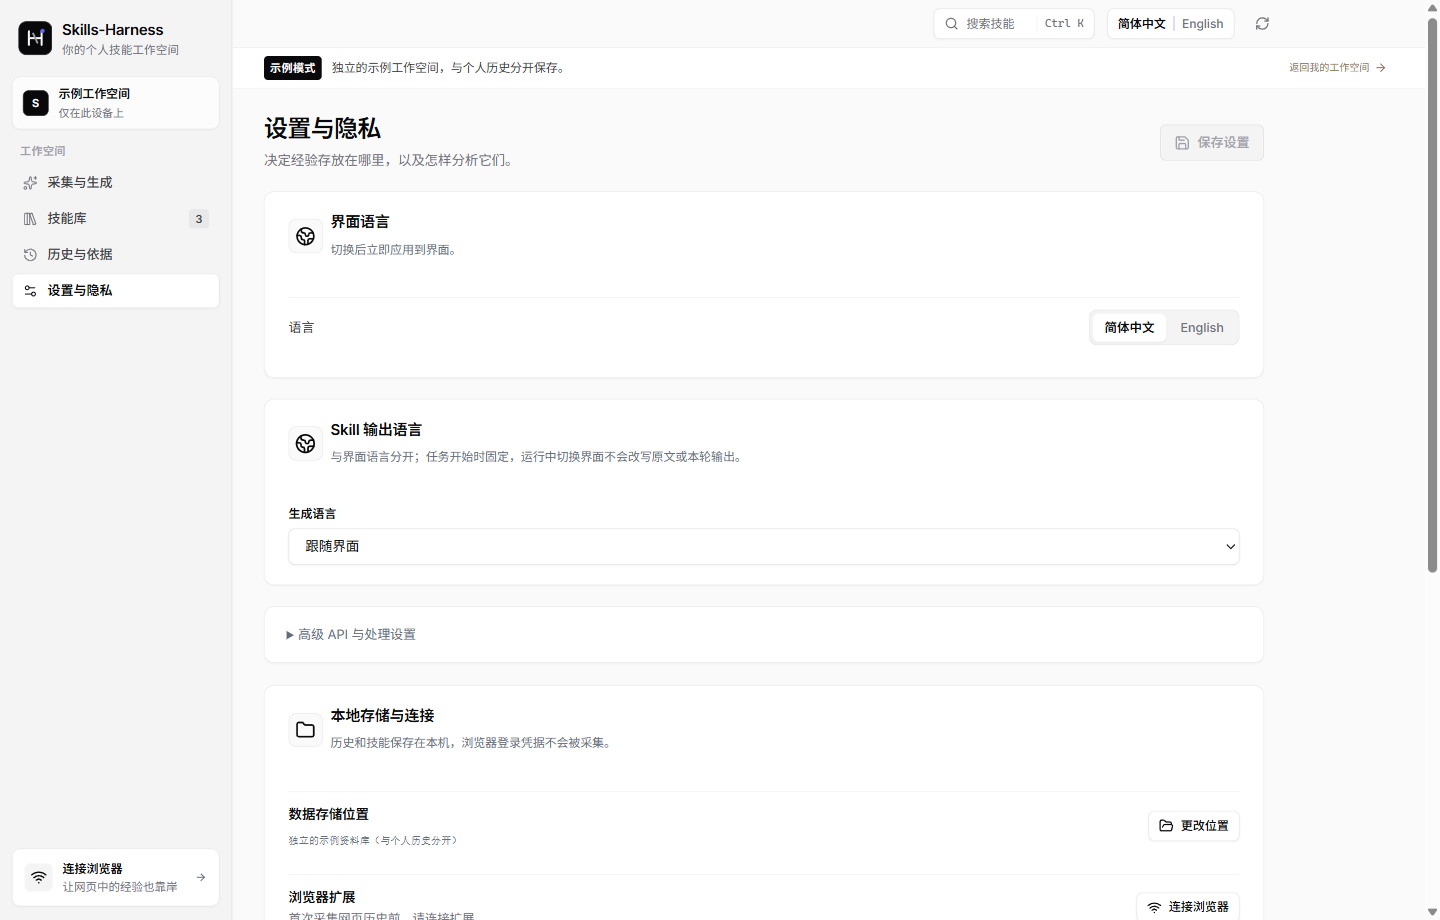 Skills-Harness
你的个人技能工作空间
S
示例工作空间
仅在此设备上
工作空间
采集与生成
技能库
3
历史与依据
设置与隐私
连接浏览器
让网页中的经验也靠岸
搜索技能
Ctrl K
简体中文
English
示例模式
独立的示例工作空间，与个人历史分开保存。
返回我的工作空间
设置与隐私
决定经验存放在哪里，以及怎样分析它们。
保存设置
界面语言
切换后立即应用到界面。
语言
简体中文
English
Skill 输出语言
与界面语言分开；任务开始时固定，运行中切换界面不会改写原文或本轮输出。
生成语言
跟随界面
高级 API 与处理设置
本地存储与连接
历史和技能保存在本机，浏览器登录凭据不会被采集。
数据存储位置
独立的示例资料库（与个人历史分开）
更改位置
浏览器扩展
首次采集网页历史前，请连接扩展
连接浏览器